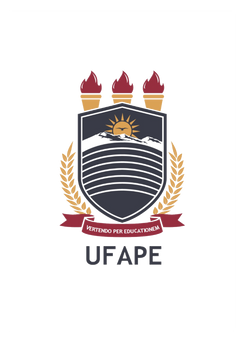 VERTENDO PER EDUCATIONEM
UFAPE